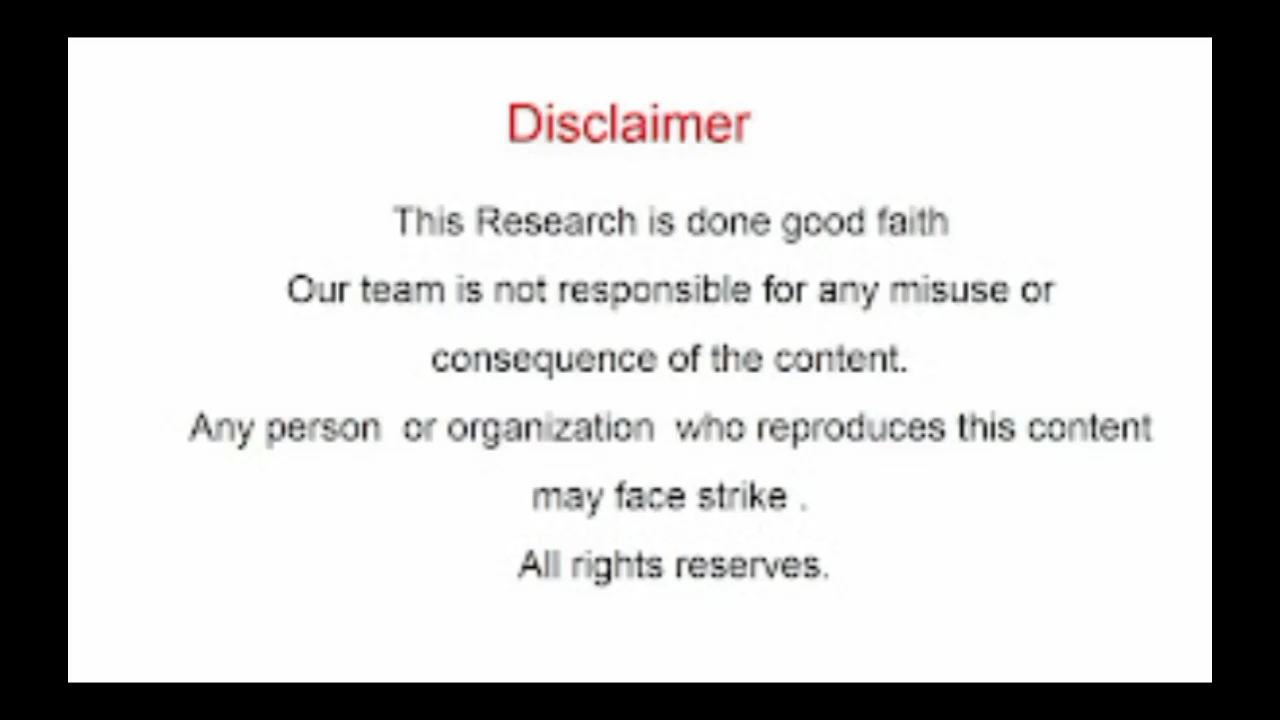 Disclaimer
This Research is done good faith
Our team is not responsible for any misuse or
consequence of the content.
Any person  or organization  who reproduces this content
may face strike .
All rights reserves.